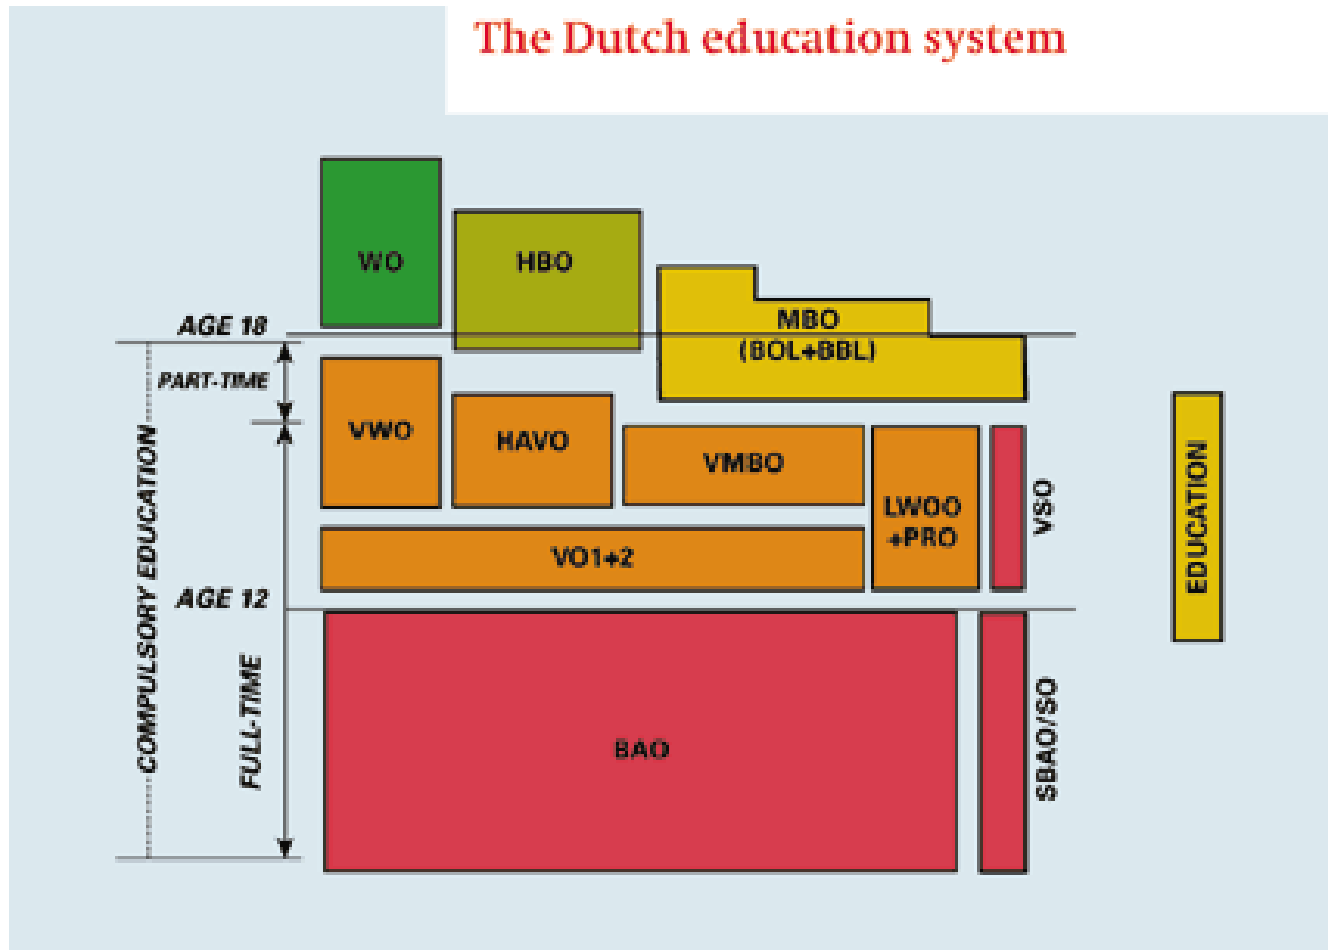 The Dutch education system
WO
HBO
MBO
(BOL+BBL)
AGE 18
PART-TIME
VWO
HAVO
VMBO
LWOO
+PRO
VSO
EDUCATION
COMPULSORY EDUCATION
VO1+2
AGE 12
FULL-TIME
BAO
SBAO/SO